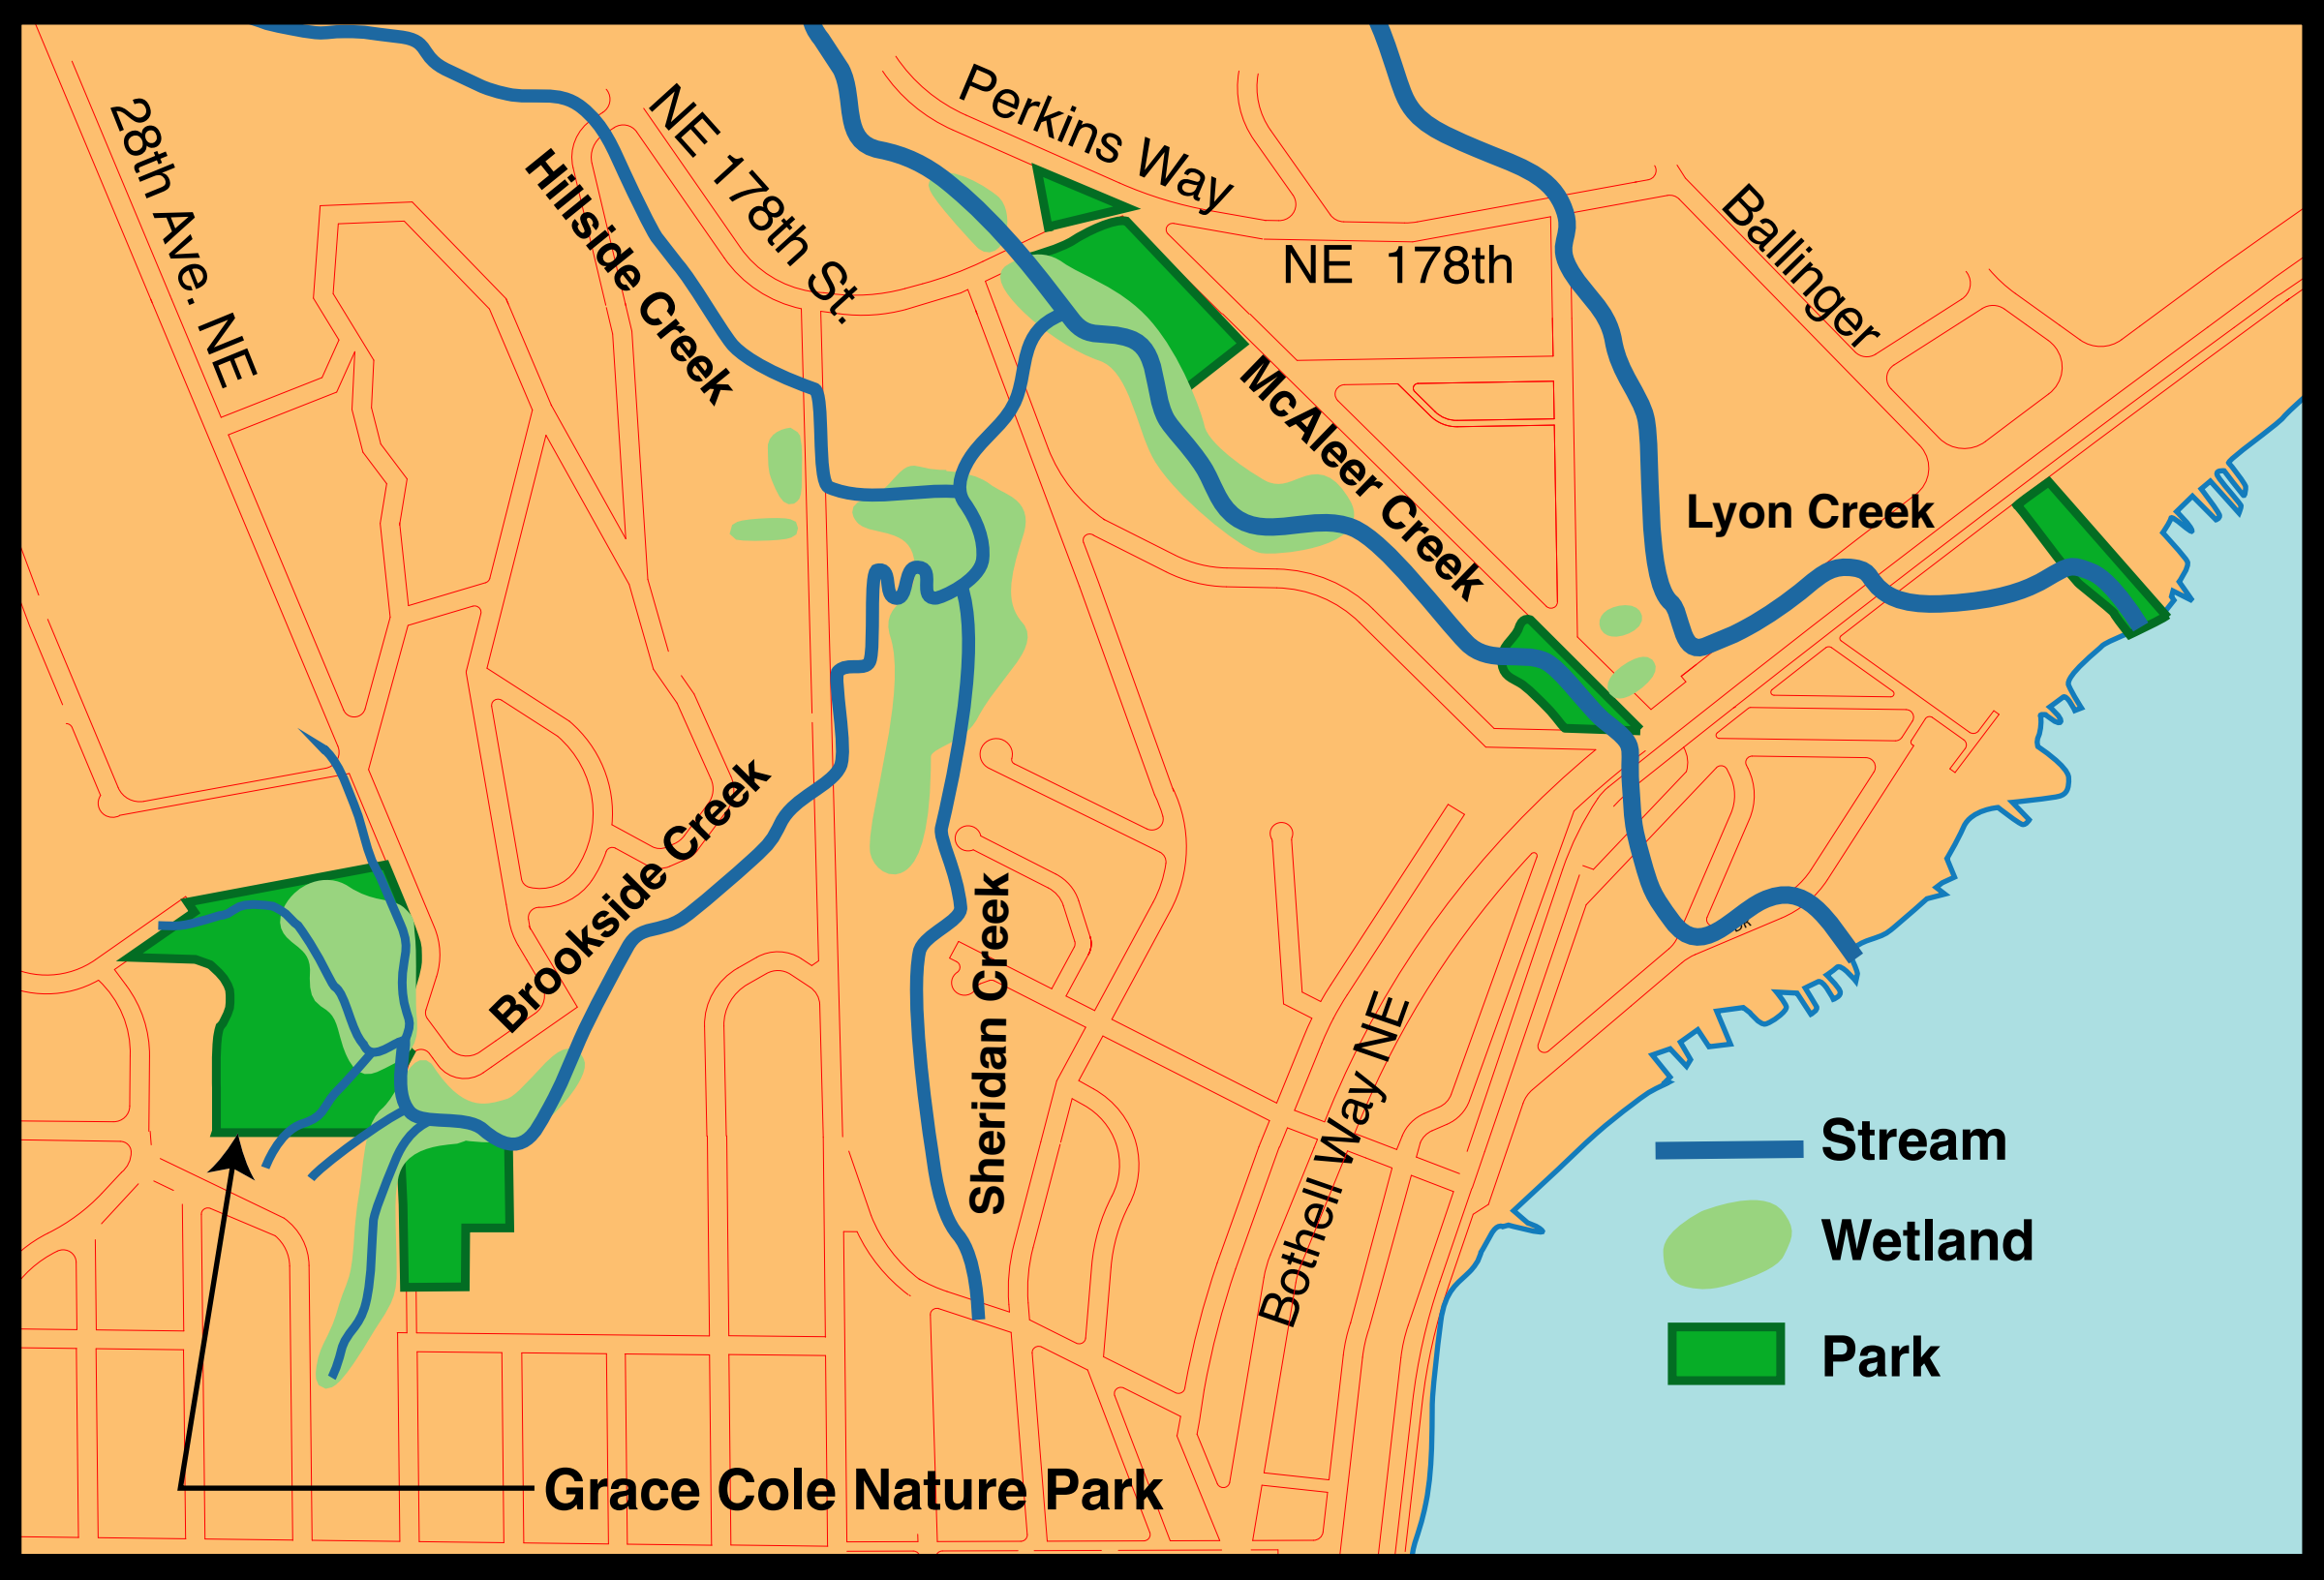 28th Ave. NE
Hillside Creek
NE 178th St.
Perkins Way
NE 178th
Ballinger
McAleer Creek
Lyon Creek
Brookside Creek
Sheridan Creek
Bothell Way NE
DR
Stream
Wetland
Park
Grace Cole Nature Park